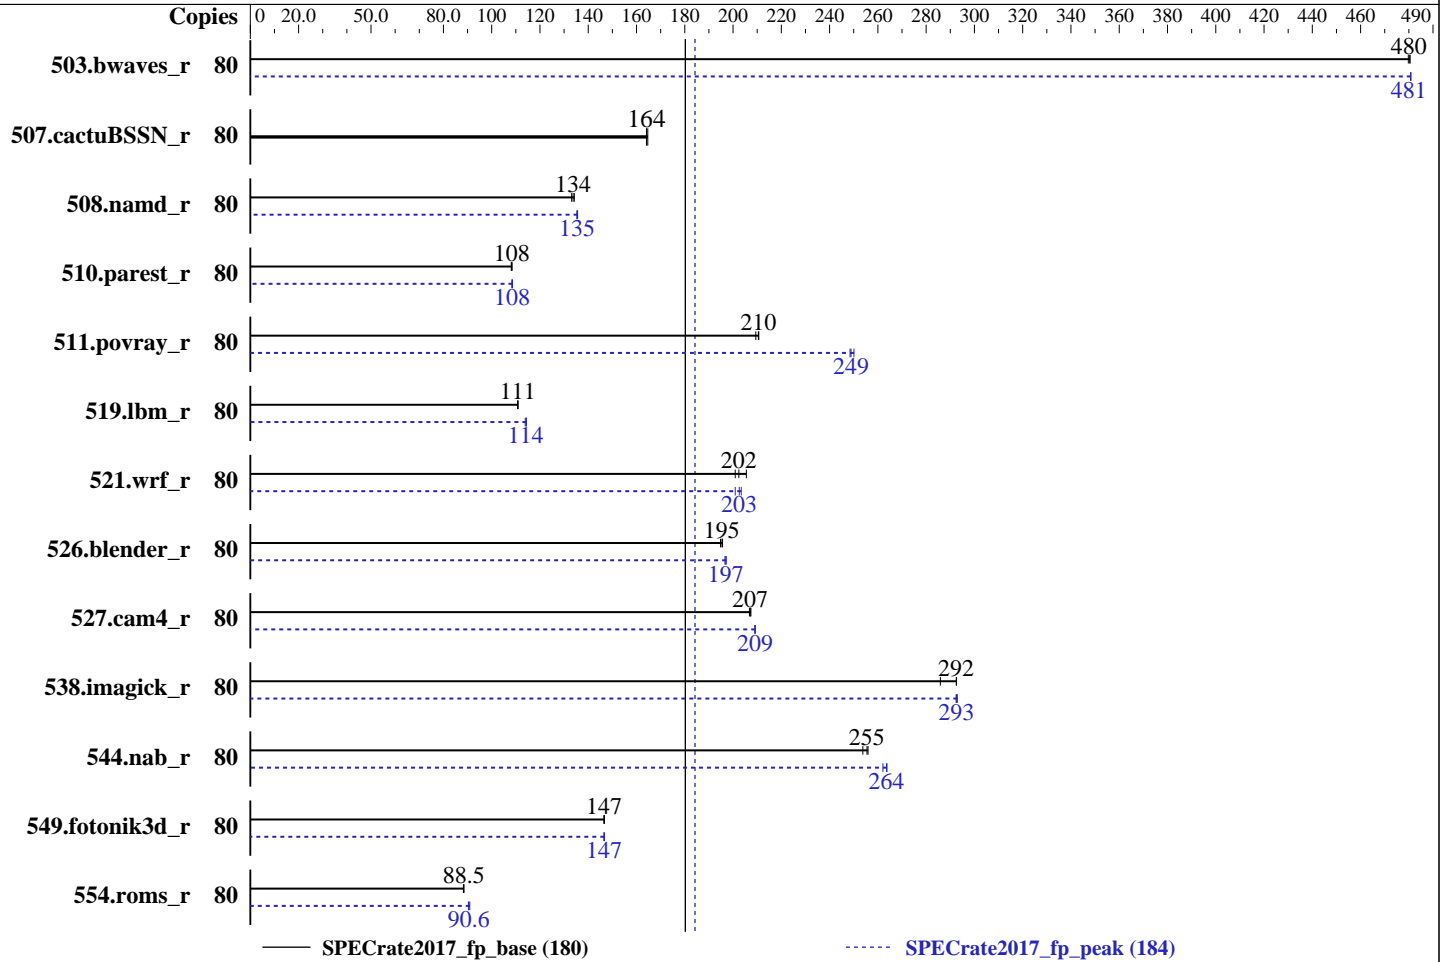 Copies 0 20.0 50.0 80.0 100 120 140 160 180 200 220 240 260 280 300 320 340 360 380 400 420 440 460 490
503.bwaves_r 80 480
481
507.cactuBSSN_r 80 164
508.namd_r 80 134
135
510.parest_r 80 108
108
511.povray_r 80 210
249
519.lbm_r 80 111
114
521.wrf_r 80 202
203
526.blender_r 80 195
197
527.cam4_r 80 207
209
538.imagick_r 80 292
293
544.nab_r 80 255
264
549.fotonik3d_r 80 147
147
554.roms_r 80 88.5
90.6
SPECrate2017_fp_base (180) SPECrate2017_fp_peak (184)